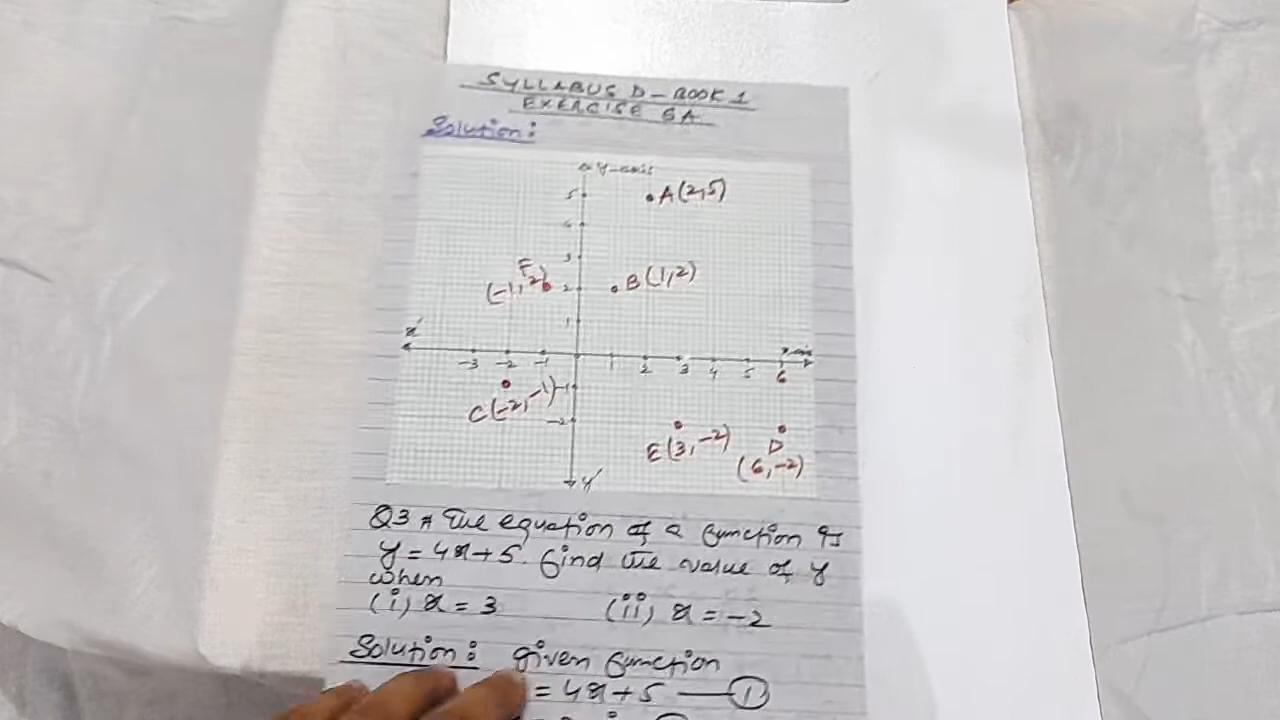 SYLLABUS D - BOOK 1
EXERCISE 6A
Solution:
y-axis
5
A(2,5)
4
3
F
(-1,2)
2
B(1,2)
1
x'
x-axis
-3 -2 -1 1 2 3 4 5 6
-1
C(-2,-1)
-2
E(3,-2)
D
(6,-2)
y'
Q3 The equation of a function is
y = 4x+5. Find the value of y
when
(i) x = 3 (ii) x = -2
Solution: given function
= 4x+5 — 1